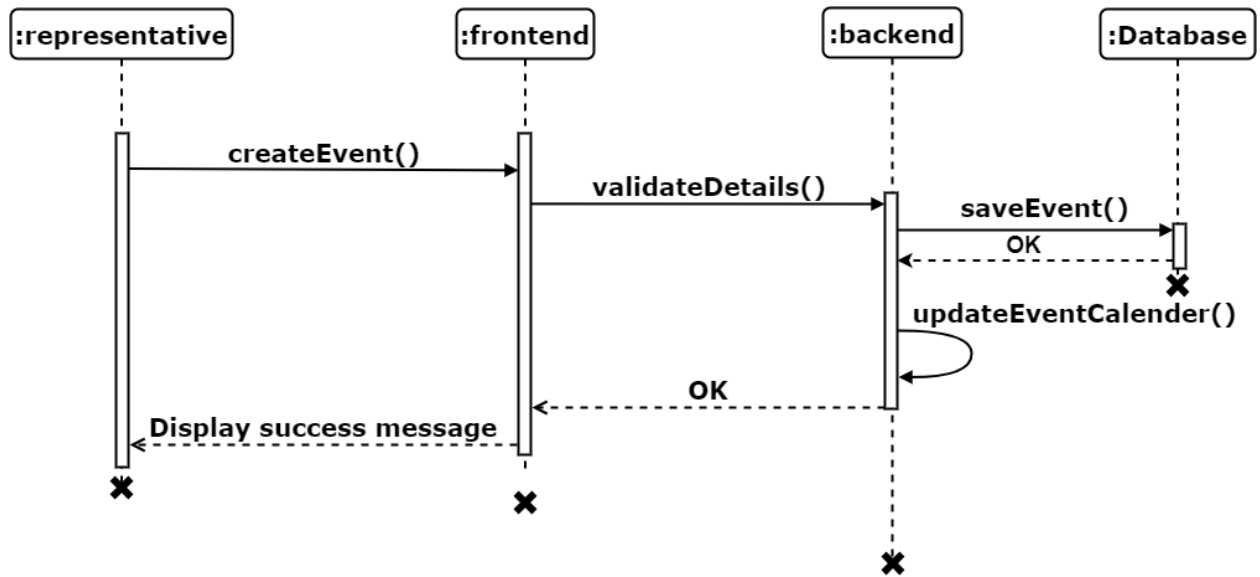 :representative
:frontend
:backend
:Database
createEvent()
validateDetails()
saveEvent()
OK
updateEventCalender()
OK
Display success message